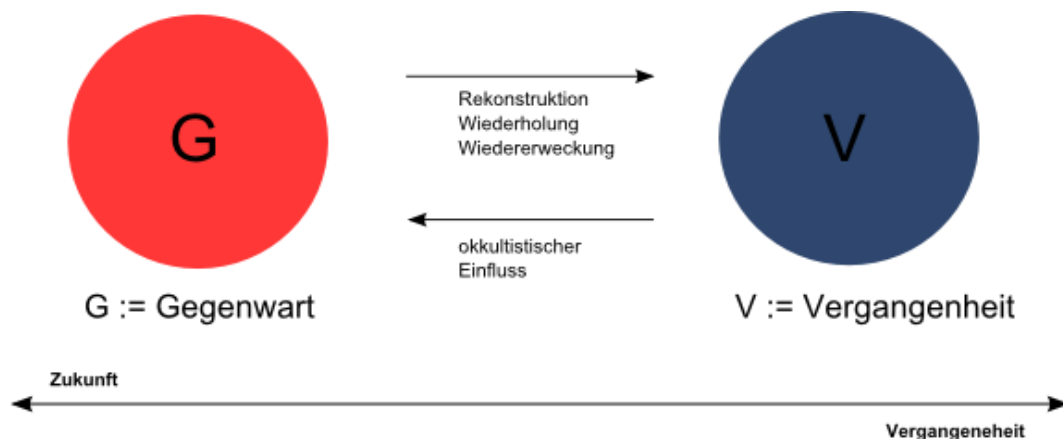 G
V
Rekonstruktion
Wiederholung
Wiedererweckung
okkultistischer
Einfluss
G := Gegenwart
V := Vergangenheit
Zukunft
Vergangeneheit